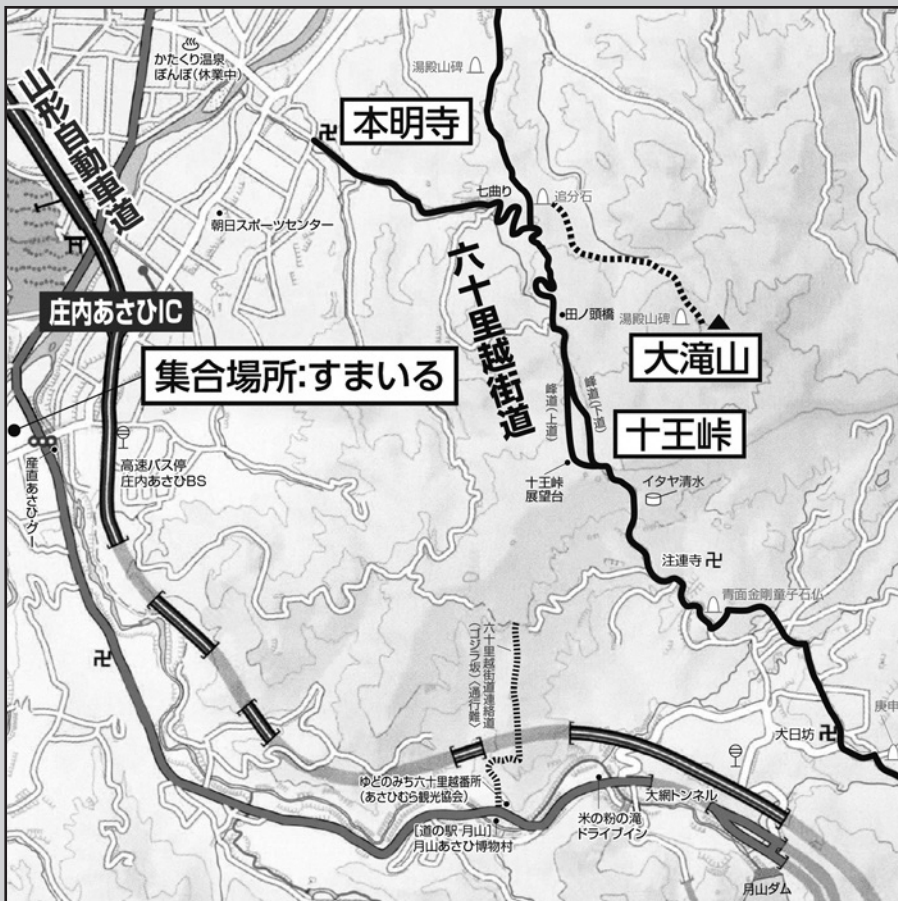 かたくり温泉
ぼんぼ(休業中)
湯殿山碑
山形自動車道
本明寺
七曲り
追分石
朝日スポーツセンター
六十里越街道
庄内あさひIC
田ノ頭橋
湯殿山碑
大滝山
集合場所:すまいる
峰道(上道)
峰道(下道)
十王峠
産直あさひ・グー
高速バス停
庄内あさひBS
十王峠
展望台
イタヤ清水
注連寺
青面金剛童子石仏
六十里越街道連絡道
(ゴジラ坂)(通行難)
大日坊
庚申
ゆどのみち六十里越番所
(あさひむら観光協会)
大網トンネル
米の粉の滝
ドライブイン
[道の駅 月山]
月山あさひ博物村
月山ダム